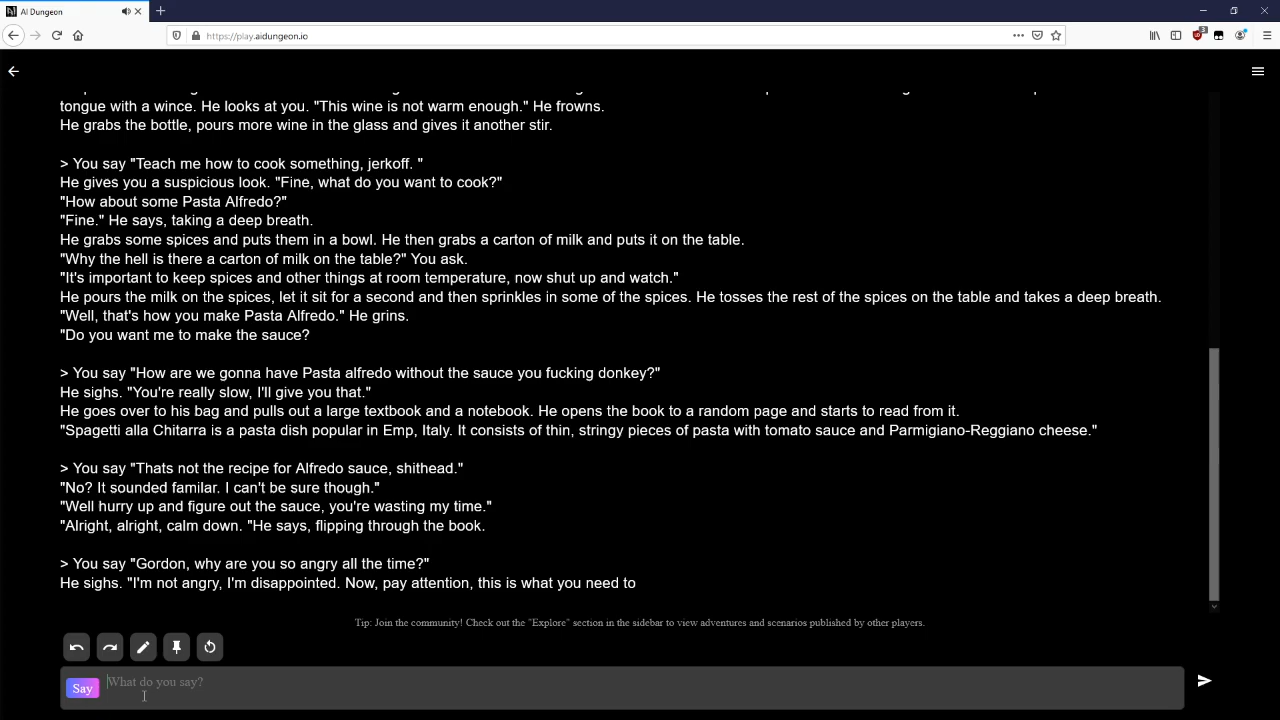 AI Dungeon
https://play.aidungeon.io
tongue with a wince. He looks at you. "This wine is not warm enough." He frowns.
He grabs the bottle, pours more wine in the glass and gives it another stir.
> You say "Teach me how to cook something, jerkoff. "
He gives you a suspicious look. "Fine, what do you want to cook?"
"How about some Pasta Alfredo?"
"Fine." He says, taking a deep breath.
He grabs some spices and puts them in a bowl. He then grabs a carton of milk and puts it on the table.
"Why the hell is there a carton of milk on the table?" You ask.
"It's important to keep spices and other things at room temperature, now shut up and watch."
He pours the milk on the spices, let it sit for a second and then sprinkles in some of the spices. He tosses the rest of the spices on the table and takes a deep breath.
"Well, that's how you make Pasta Alfredo." He grins.
"Do you want me to make the sauce?
> You say "How are we gonna have Pasta alfredo without the sauce you fucking donkey?"
He sighs. "You're really slow, I'll give you that."
He goes over to his bag and pulls out a large textbook and a notebook. He opens the book to a random page and starts to read from it.
"Spagetti alla Chitarra is a pasta dish popular in Emp, Italy. It consists of thin, stringy pieces of pasta with tomato sauce and Parmigiano-Reggiano cheese."
> You say "Thats not the recipe for Alfredo sauce, shithead."
"No? It sounded familar. I can't be sure though."
"Well hurry up and figure out the sauce, you're wasting my time."
"Alright, alright, calm down. "He says, flipping through the book.
> You say "Gordon, why are you so angry all the time?"
He sighs. "I'm not angry, I'm disappointed. Now, pay attention, this is what you need to
Tip: Join the community! Check out the "Explore" section in the sidebar to view adventures and scenarios published by other players.
Say What do you say?